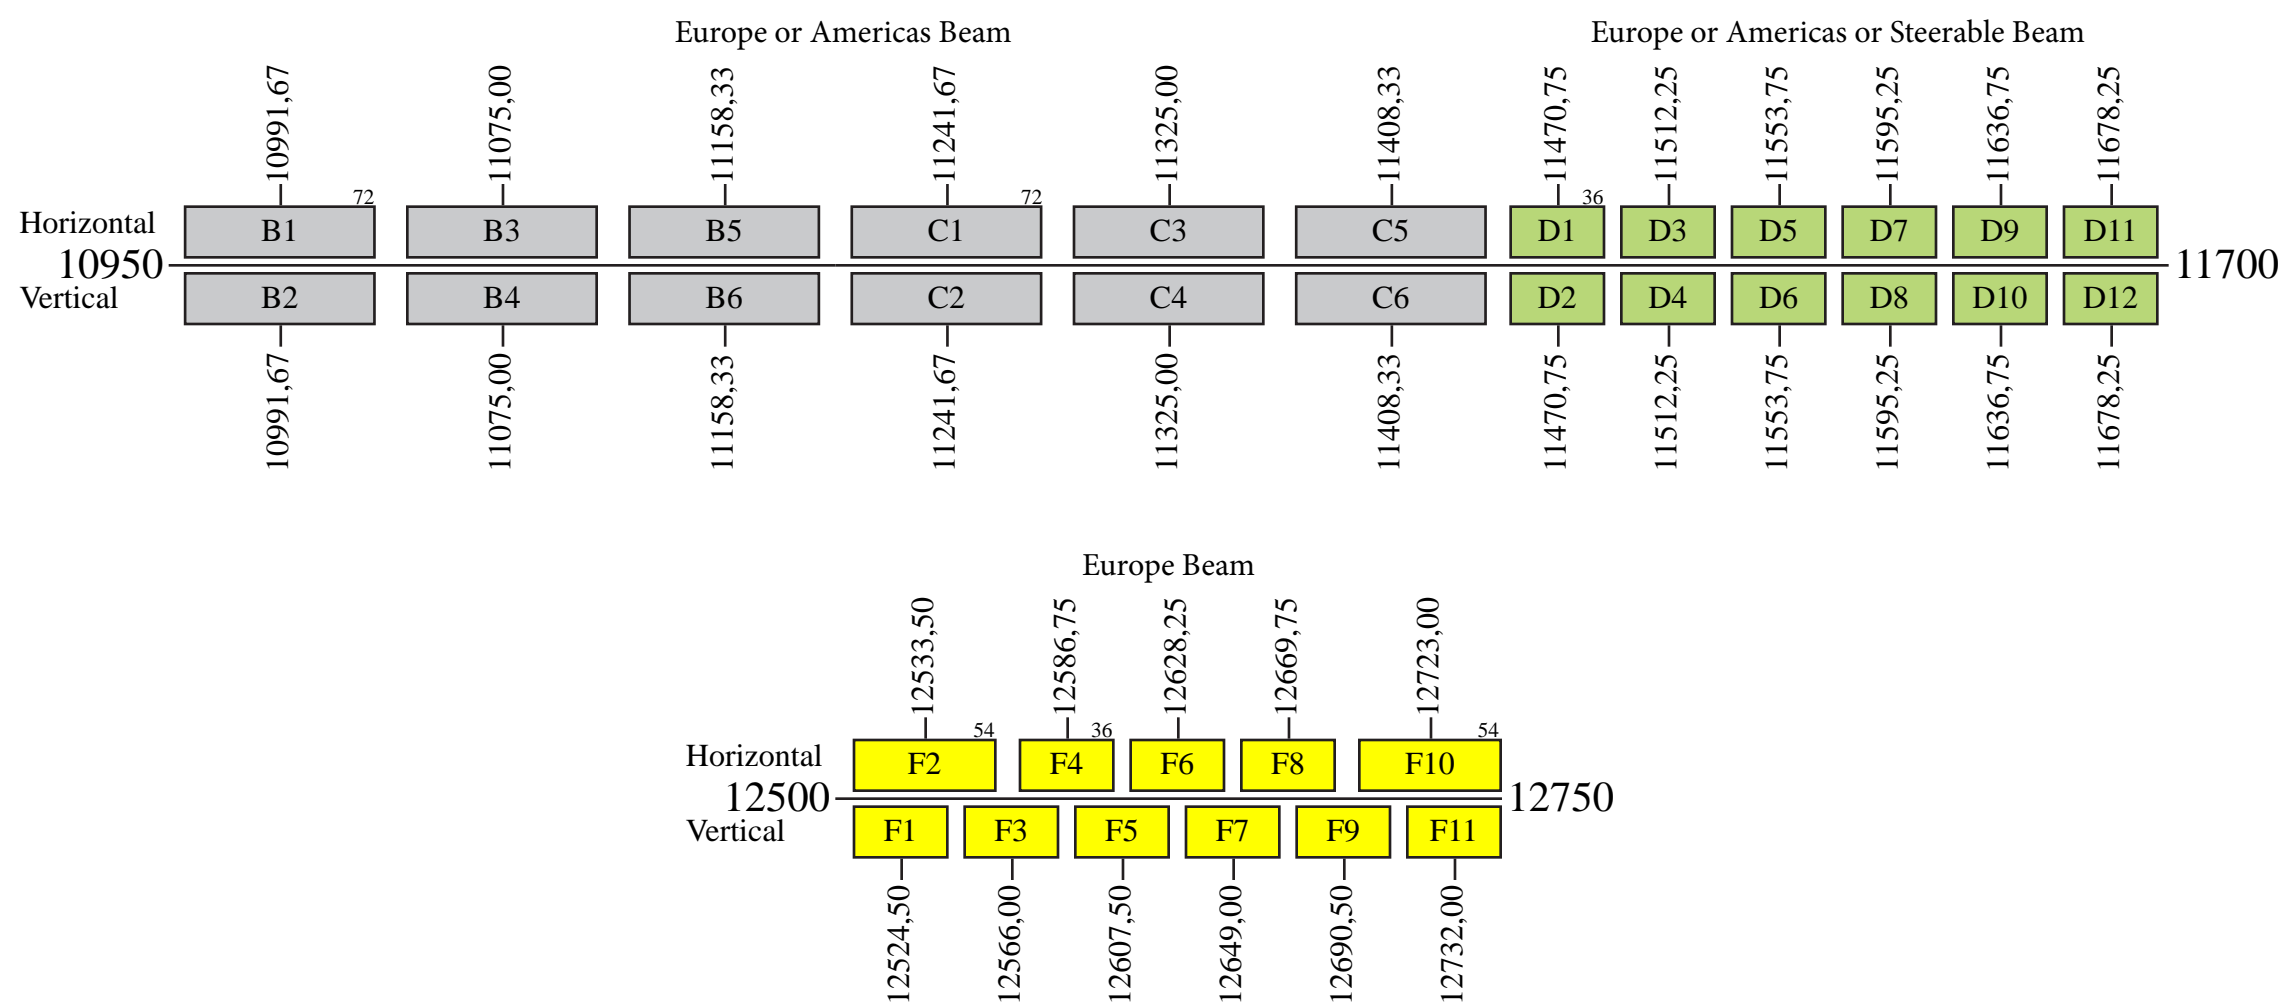 Europe or Americas Beam
Europe or Americas or Steerable Beam
10991,67 11075,00 11158,33 11241,67 11325,00 11408,33 11470,75 11512,25 11553,75 11595,25 11636,75 11678,25
72 72 36
Horizontal B1 B3 B5 C1 C3 C5 D1 D3 D5 D7 D9 D11
10950 11700
Vertical B2 B4 B6 C2 C4 C6 D2 D4 D6 D8 D10 D12
10991,67 11075,00 11158,33 11241,67 11325,00 11408,33 11470,75 11512,25 11553,75 11595,25 11636,75 11678,25
Europe Beam
12533,50 12586,75 12628,25 12669,75 12723,00
54 36 54
Horizontal F2 F4 F6 F8 F10
12500 12750
Vertical F1 F3 F5 F7 F9 F11
12524,50 12566,00 12607,50 12649,00 12690,50 12732,00